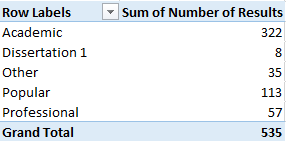 Row Labels Sum of Number of Results
Academic 322
Dissertation 1 8
Other 35
Popular 113
Professional 57
Grand Total 535